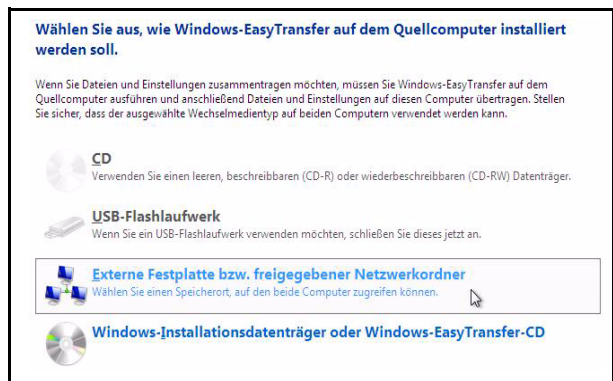 Wählen Sie aus, wie Windows-EasyTransfer auf dem Quellcomputer installiert
werden soll.
Wenn Sie Dateien und Einstellungen zusammentragen möchten, müssen Sie Windows-EasyTransfer auf dem
Quellcomputer ausführen und anschließend Dateien und Einstellungen auf diesen Computer übertragen. Stellen
Sie sicher, dass der ausgewählte Wechselmedientyp auf beiden Computern verwendet werden kann.
CD
Verwenden Sie einen leeren, beschreibbaren (CD-R) oder wiederbeschreibbaren (CD-RW) Datenträger.
USB-Flashlaufwerk
Wenn Sie ein USB-Flashlaufwerk verwenden möchten, schließen Sie dieses jetzt an.
Externe Festplatte bzw. freigegebener Netzwerkordner
Wählen Sie einen Speicherort, auf den beide Computer zugreifen können.
Windows-Installationsdatenträger oder Windows-EasyTransfer-CD